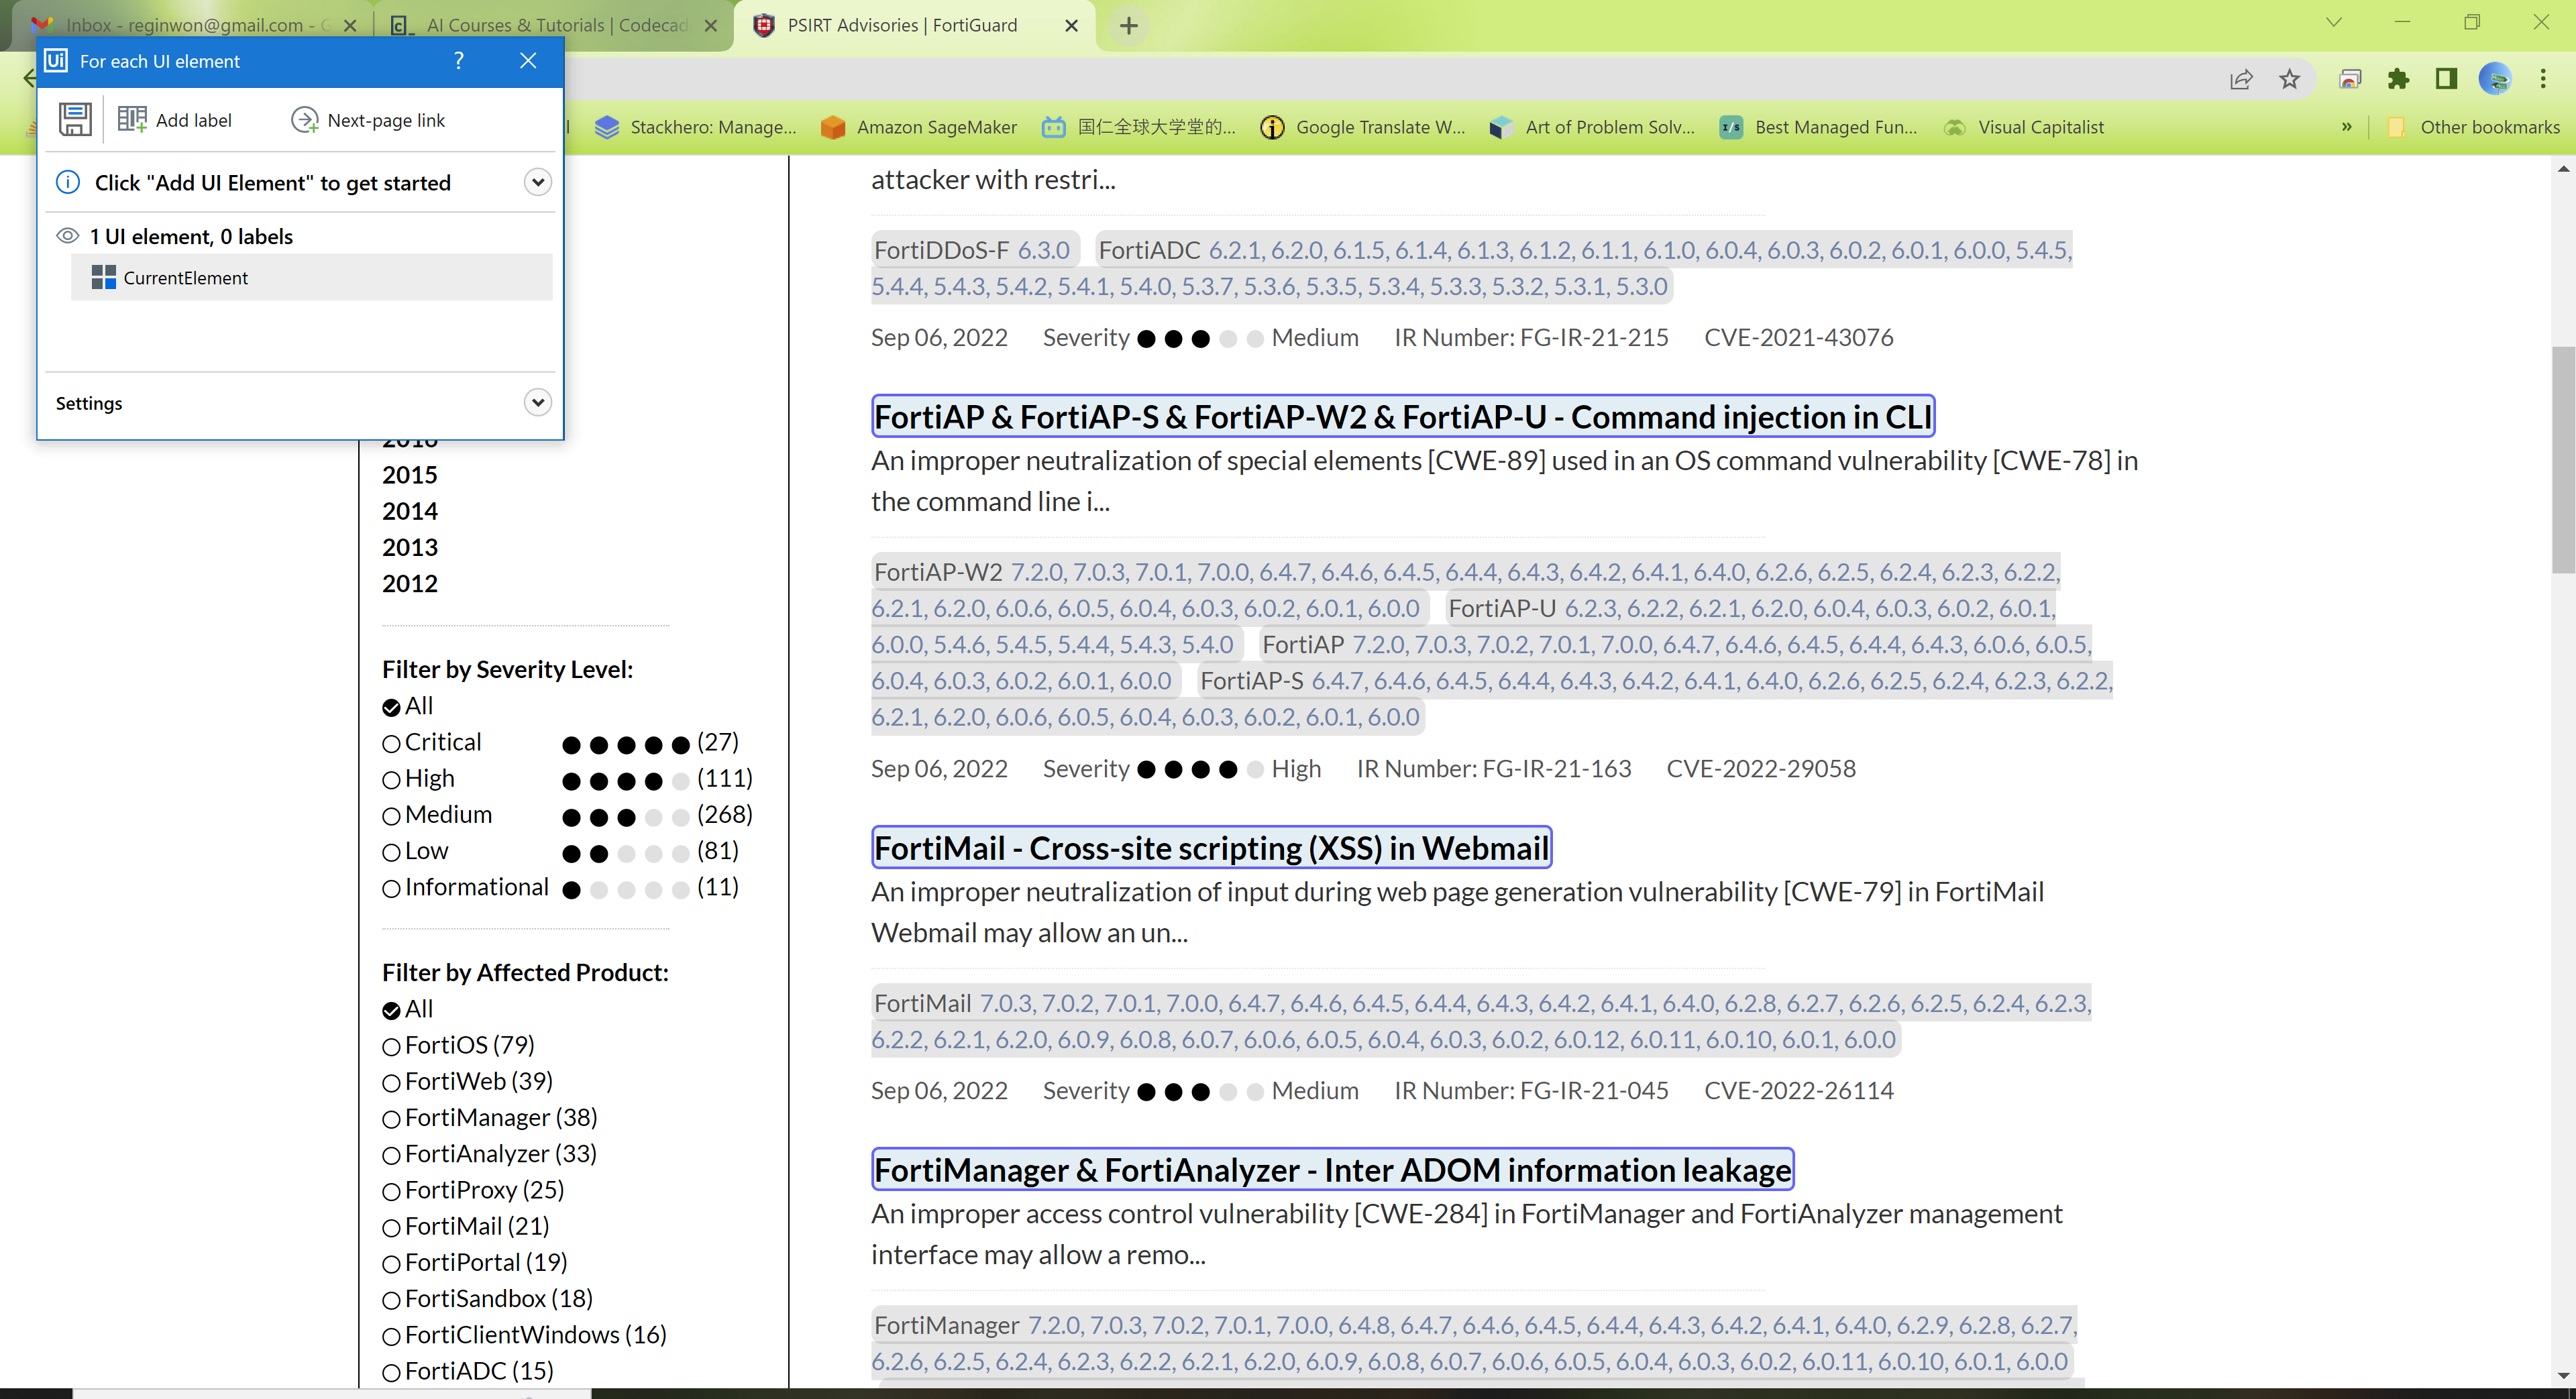 Inbox - reginwon@gmail.com - G
AI Courses & Tutorials | Codecad
PSIRT Advisories | FortiGuard
Ui For each UI element ?
Add label
Next-page link
Stackhero: Manage...
Amazon SageMaker
国仁全球大学堂的...
Google Translate W...
Art of Problem Solv...
I/S Best Managed Fun...
Visual Capitalist
» Other bookmarks
Click "Add UI Element" to get started
1 UI element, 0 labels
CurrentElement
Settings
2015
2014
2013
2012
Filter by Severity Level:
All
Critical (27)
High (111)
Medium (268)
Low (81)
Informational (11)
Filter by Affected Product:
All
FortiOS (79)
FortiWeb (39)
FortiManager (38)
FortiAnalyzer (33)
FortiProxy (25)
FortiMail (21)
FortiPortal (19)
FortiSandbox (18)
FortiClientWindows (16)
FortiADC (15)
attacker with restri...
FortiDDoS-F 6.3.0 FortiADC 6.2.1, 6.2.0, 6.1.5, 6.1.4, 6.1.3, 6.1.2, 6.1.1, 6.1.0, 6.0.4, 6.0.3, 6.0.2, 6.0.1, 6.0.0, 5.4.5,
5.4.4, 5.4.3, 5.4.2, 5.4.1, 5.4.0, 5.3.7, 5.3.6, 5.3.5, 5.3.4, 5.3.3, 5.3.2, 5.3.1, 5.3.0
Sep 06, 2022 Severity Medium IR Number: FG-IR-21-215 CVE-2021-43076
FortiAP & FortiAP-S & FortiAP-W2 & FortiAP-U - Command injection in CLI
An improper neutralization of special elements [CWE-89] used in an OS command vulnerability [CWE-78] in
the command line i...
FortiAP-W2 7.2.0, 7.0.3, 7.0.1, 7.0.0, 6.4.7, 6.4.6, 6.4.5, 6.4.4, 6.4.3, 6.4.2, 6.4.1, 6.4.0, 6.2.6, 6.2.5, 6.2.4, 6.2.3, 6.2.2,
6.2.1, 6.2.0, 6.0.6, 6.0.5, 6.0.4, 6.0.3, 6.0.2, 6.0.1, 6.0.0 FortiAP-U 6.2.3, 6.2.2, 6.2.1, 6.2.0, 6.0.4, 6.0.3, 6.0.2, 6.0.1,
6.0.0, 5.4.6, 5.4.5, 5.4.4, 5.4.3, 5.4.0 FortiAP 7.2.0, 7.0.3, 7.0.2, 7.0.1, 7.0.0, 6.4.7, 6.4.6, 6.4.5, 6.4.4, 6.4.3, 6.0.6, 6.0.5,
6.0.4, 6.0.3, 6.0.2, 6.0.1, 6.0.0 FortiAP-S 6.4.7, 6.4.6, 6.4.5, 6.4.4, 6.4.3, 6.4.2, 6.4.1, 6.4.0, 6.2.6, 6.2.5, 6.2.4, 6.2.3, 6.2.2,
6.2.1, 6.2.0, 6.0.6, 6.0.5, 6.0.4, 6.0.3, 6.0.2, 6.0.1, 6.0.0
Sep 06, 2022 Severity High IR Number: FG-IR-21-163 CVE-2022-29058
FortiMail - Cross-site scripting (XSS) in Webmail
An improper neutralization of input during web page generation vulnerability [CWE-79] in FortiMail
Webmail may allow an un...
FortiMail 7.0.3, 7.0.2, 7.0.1, 7.0.0, 6.4.7, 6.4.6, 6.4.5, 6.4.4, 6.4.3, 6.4.2, 6.4.1, 6.4.0, 6.2.8, 6.2.7, 6.2.6, 6.2.5, 6.2.4, 6.2.3,
6.2.2, 6.2.1, 6.2.0, 6.0.9, 6.0.8, 6.0.7, 6.0.6, 6.0.5, 6.0.4, 6.0.3, 6.0.2, 6.0.12, 6.0.11, 6.0.10, 6.0.1, 6.0.0
Sep 06, 2022 Severity Medium IR Number: FG-IR-21-045 CVE-2022-26114
FortiManager & FortiAnalyzer - Inter ADOM information leakage
An improper access control vulnerability [CWE-284] in FortiManager and FortiAnalyzer management
interface may allow a remo...
FortiManager 7.2.0, 7.0.3, 7.0.2, 7.0.1, 7.0.0, 6.4.8, 6.4.7, 6.4.6, 6.4.5, 6.4.4, 6.4.3, 6.4.2, 6.4.1, 6.4.0, 6.2.9, 6.2.8, 6.2.7,
6.2.6, 6.2.5, 6.2.4, 6.2.3, 6.2.2, 6.2.1, 6.2.0, 6.0.9, 6.0.8, 6.0.7, 6.0.6, 6.0.5, 6.0.4, 6.0.3, 6.0.2, 6.0.11, 6.0.10, 6.0.1, 6.0.0